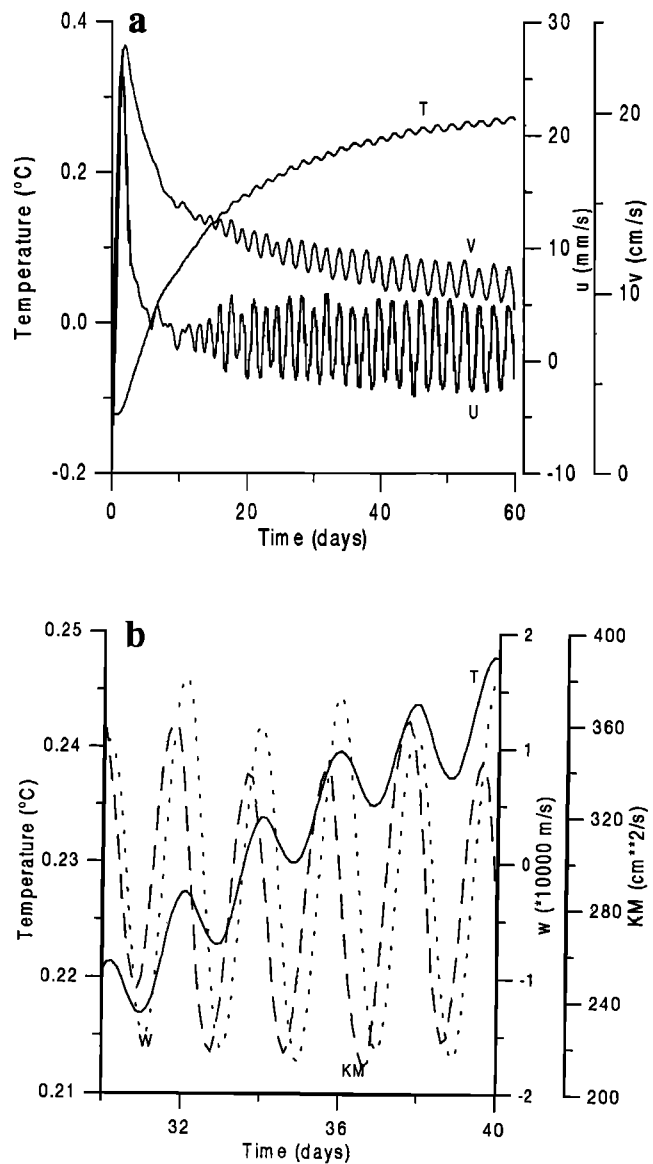 a
0.4
0.2
0.0
-0.2
Temperature (°C)
0
20
40
60
Time (days)
30
20
10
0
-10
u (mm/s)
20
10
0
v (cm/s)
T
V
U
b
0.25
0.24
0.23
0.22
0.21
Temperature (°C)
32
36
40
Time (days)
2
1
0
-1
-2
w (*10000 m/s)
400
360
320
280
240
200
KM (cm**2/s)
T
W
KM